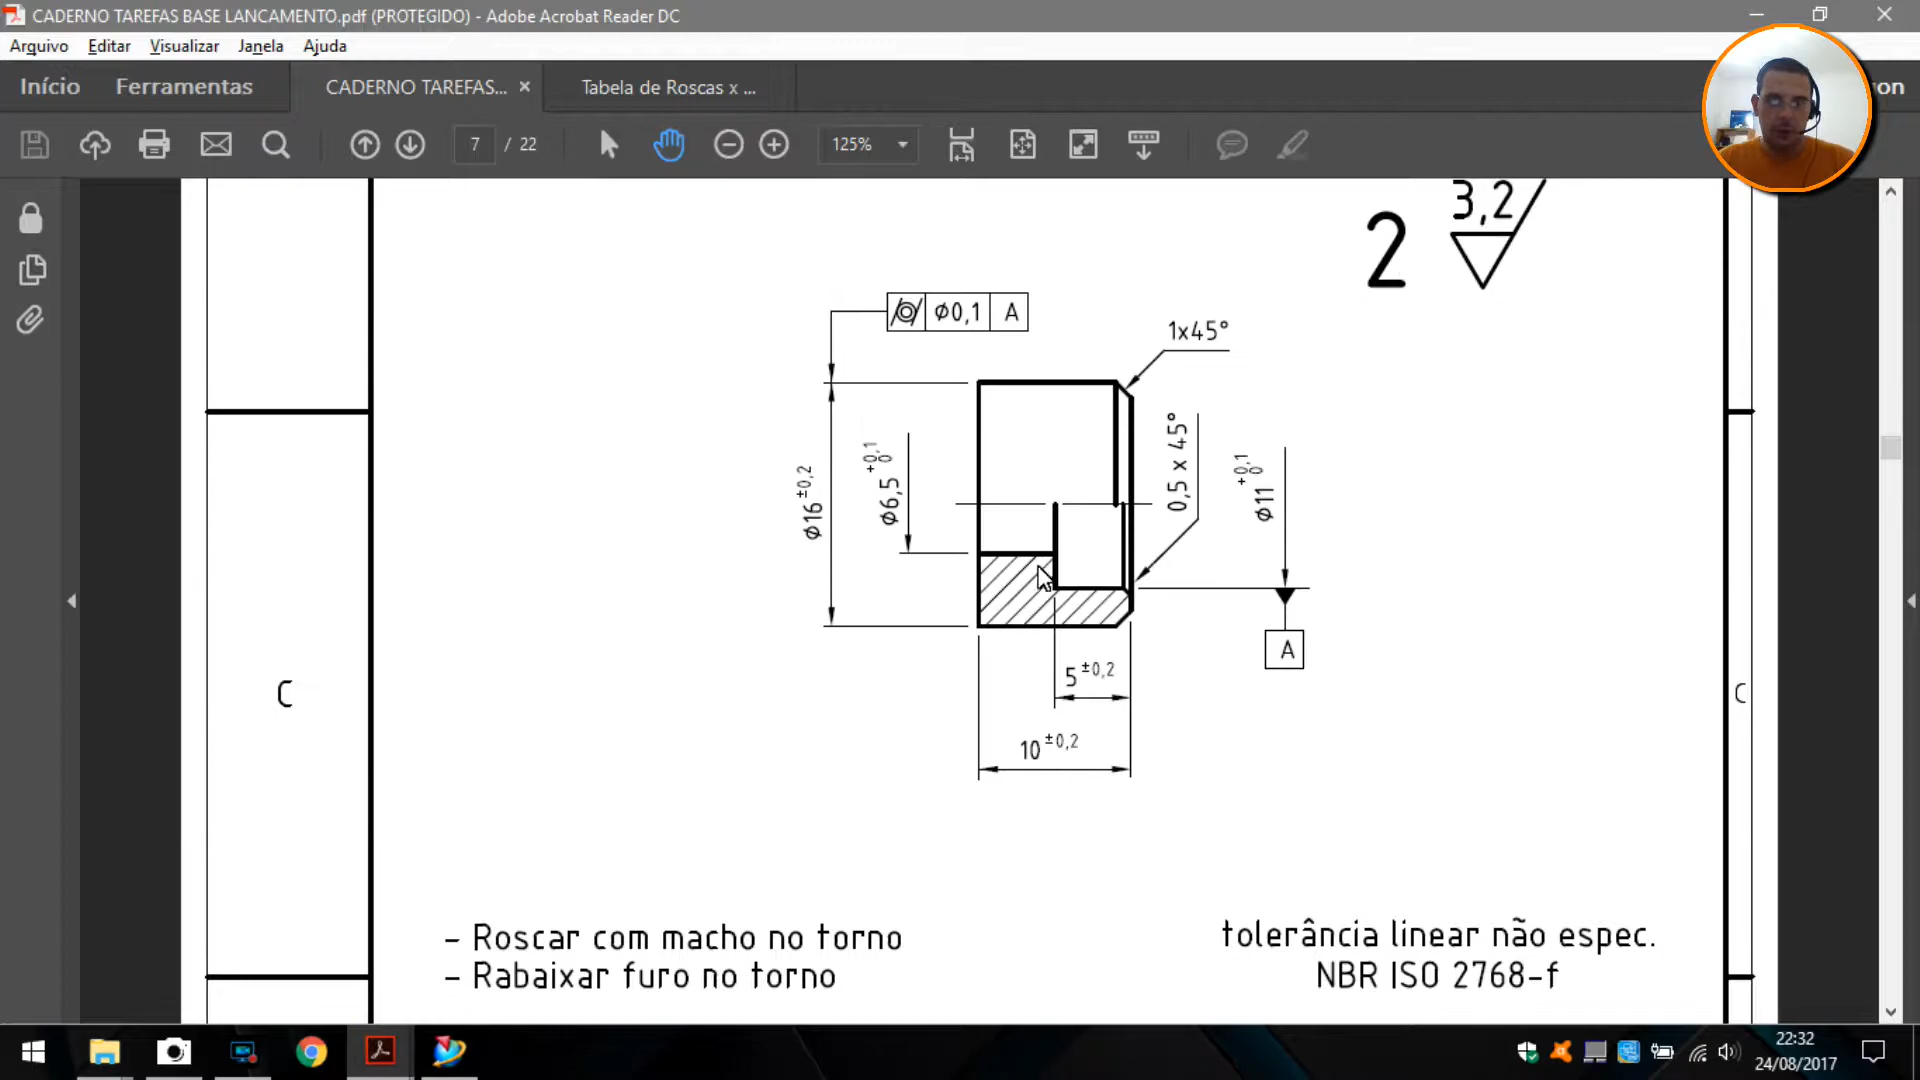 CADERNO TAREFAS BASE LANCAMENTO.pdf (PROTEGIDO) - Adobe Acrobat Reader DC
Arquivo Editar Visualizar Janela Ajuda
Início Ferramentas CADERNO TAREFAS... × Tabela de Roscas x ...
7 / 22 125%
2 3,2
⌀0,1 A
1x45°
⌀16 ±0,2
⌀6,5 +0,1 0
0,5 x 45°
⌀11 +0,1 0
A
5 ±0,2
C C
10 ±0,2
- Roscar com macho no torno
- Rabaixar furo no torno
tolerância linear não espec.
NBR ISO 2768-f
22:32
24/08/2017